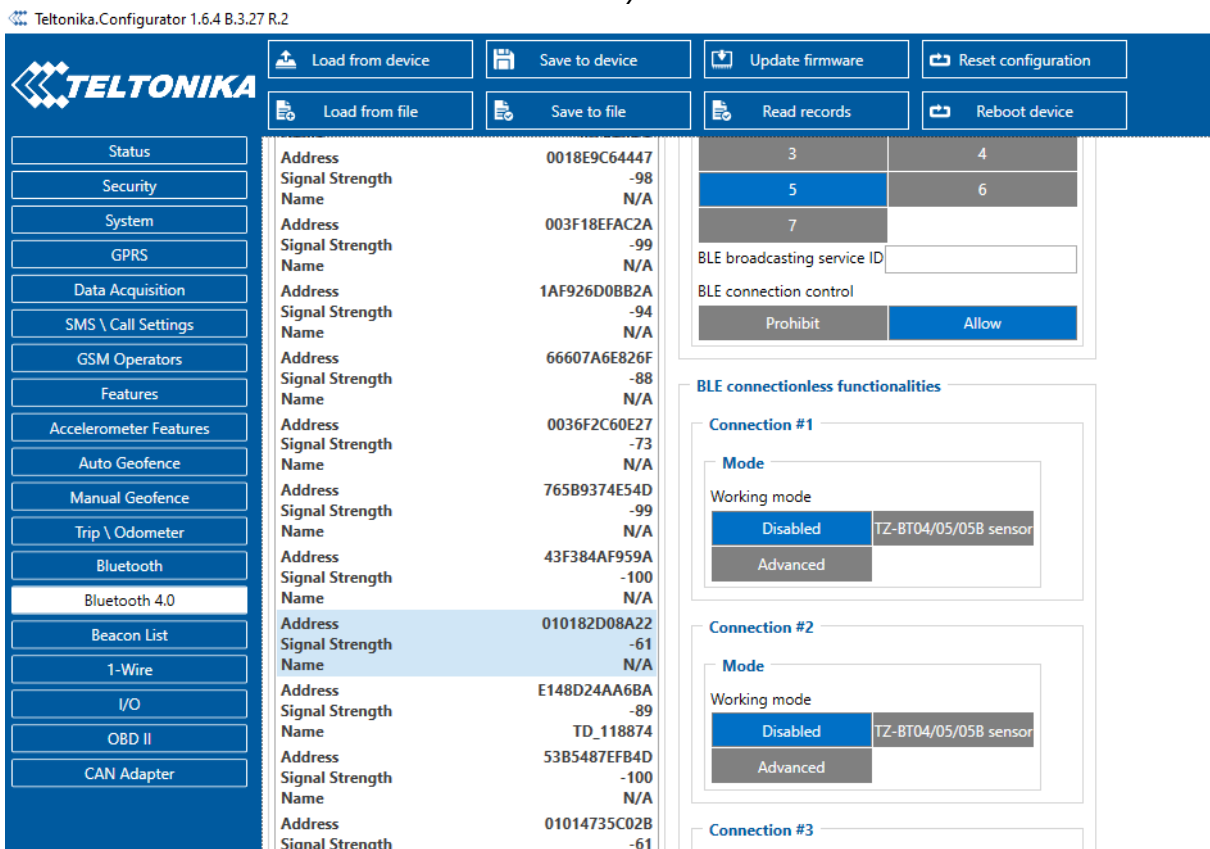 Teltonika.Configurator 1.6.4 B.3.27 R.2
TELTONIKA
Load from device
Save to device
Update firmware
Reset configuration
Load from file
Save to file
Read records
Reboot device
Status
Security
System
GPRS
Data Acquisition
SMS \ Call Settings
GSM Operators
Features
Accelerometer Features
Auto Geofence
Manual Geofence
Trip \ Odometer
Bluetooth
Bluetooth 4.0
Beacon List
1-Wire
I/O
OBD II
CAN Adapter
Address 0018E9C64447
Signal Strength -98
Name N/A
Address 003F18EFAC2A
Signal Strength -99
Name N/A
Address 1AF926D0BB2A
Signal Strength -94
Name N/A
Address 66607A6E826F
Signal Strength -88
Name N/A
Address 0036F2C60E27
Signal Strength -73
Name N/A
Address 765B9374E54D
Signal Strength -99
Name N/A
Address 43F384AF959A
Signal Strength -100
Name N/A
Address 010182D08A22
Signal Strength -61
Name N/A
Address E148D24AA6BA
Signal Strength -89
Name TD_118874
Address 53B5487EFB4D
Signal Strength -100
Name N/A
Address 01014735C02B
Signal Strength -61
3 4
5 6
7
BLE broadcasting service ID
BLE connection control
Prohibit Allow
BLE connectionless functionalities
Connection #1
Mode
Working mode
Disabled TZ-BT04/05/05B sensor
Advanced
Connection #2
Mode
Working mode
Disabled TZ-BT04/05/05B sensor
Advanced
Connection #3